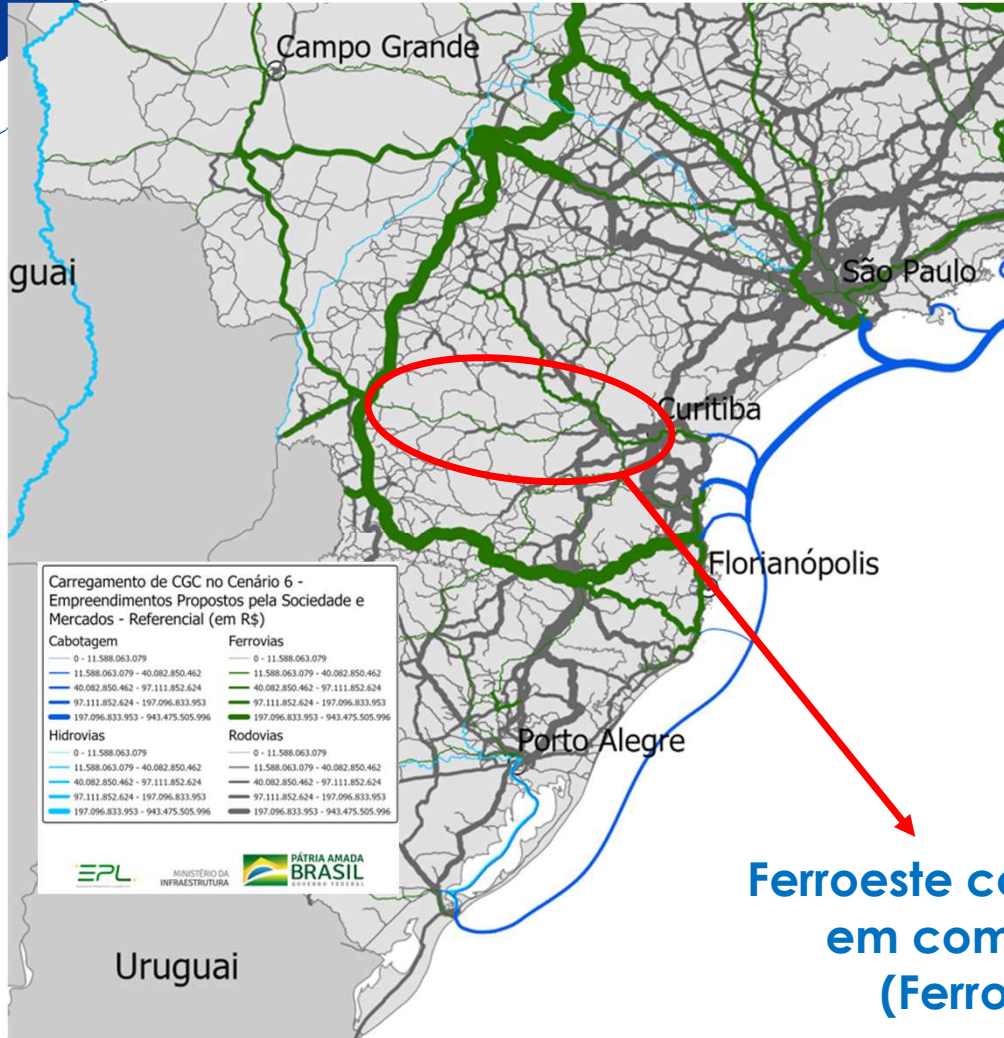 Campo Grande
guai
São Paulo
Curitiba
Florianópolis
Carregamento de CGC no Cenário 6 -
Empreendimentos Propostos pela Sociedade e
Mercados - Referencial (em R$)
Cabotagem
0 - 11.588.063.079
11.588.063.079 - 40.082.850.462
40.082.850.462 - 97.111.852.624
97.111.852.624 - 197.096.833.953
197.096.833.953 - 943.475.505.996
Ferrovias
0 - 11.588.063.079
11.588.063.079 - 40.082.850.462
40.082.850.462 - 97.111.852.624
97.111.852.624 - 197.096.833.953
197.096.833.953 - 943.475.505.996
Hidrovias
0 - 11.588.063.079
11.588.063.079 - 40.082.850.462
40.082.850.462 - 97.111.852.624
97.111.852.624 - 197.096.833.953
197.096.833.953 - 943.475.505.996
Rodovias
0 - 11.588.063.079
11.588.063.079 - 40.082.850.462
40.082.850.462 - 97.111.852.624
97.111.852.624 - 197.096.833.953
197.096.833.953 - 943.475.505.996
Porto Alegre
EPL
MINISTÉRIO DA
INFRAESTRUTURA
PÁTRIA AMADA
BRASIL
GOVERNO FEDERAL
Uruguai
Ferroeste co
em com
(Ferro